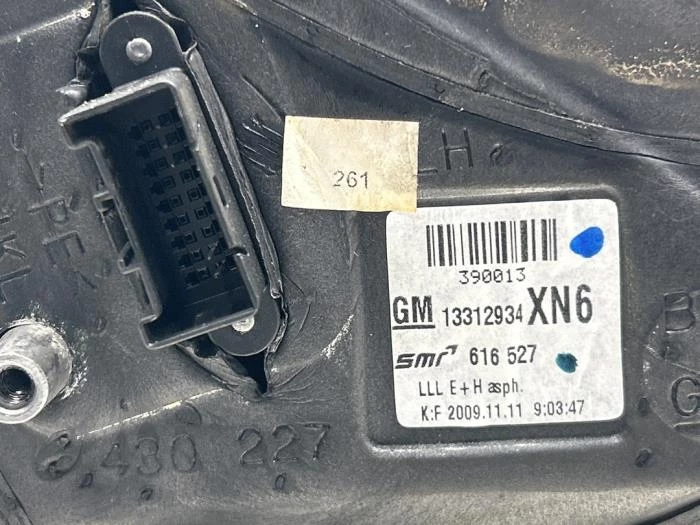 261
LH
390013
GM 13312934 XN6
smr 616 527
LLL E+H asph.
K:F 2009.11.11 9:03:47
430 227